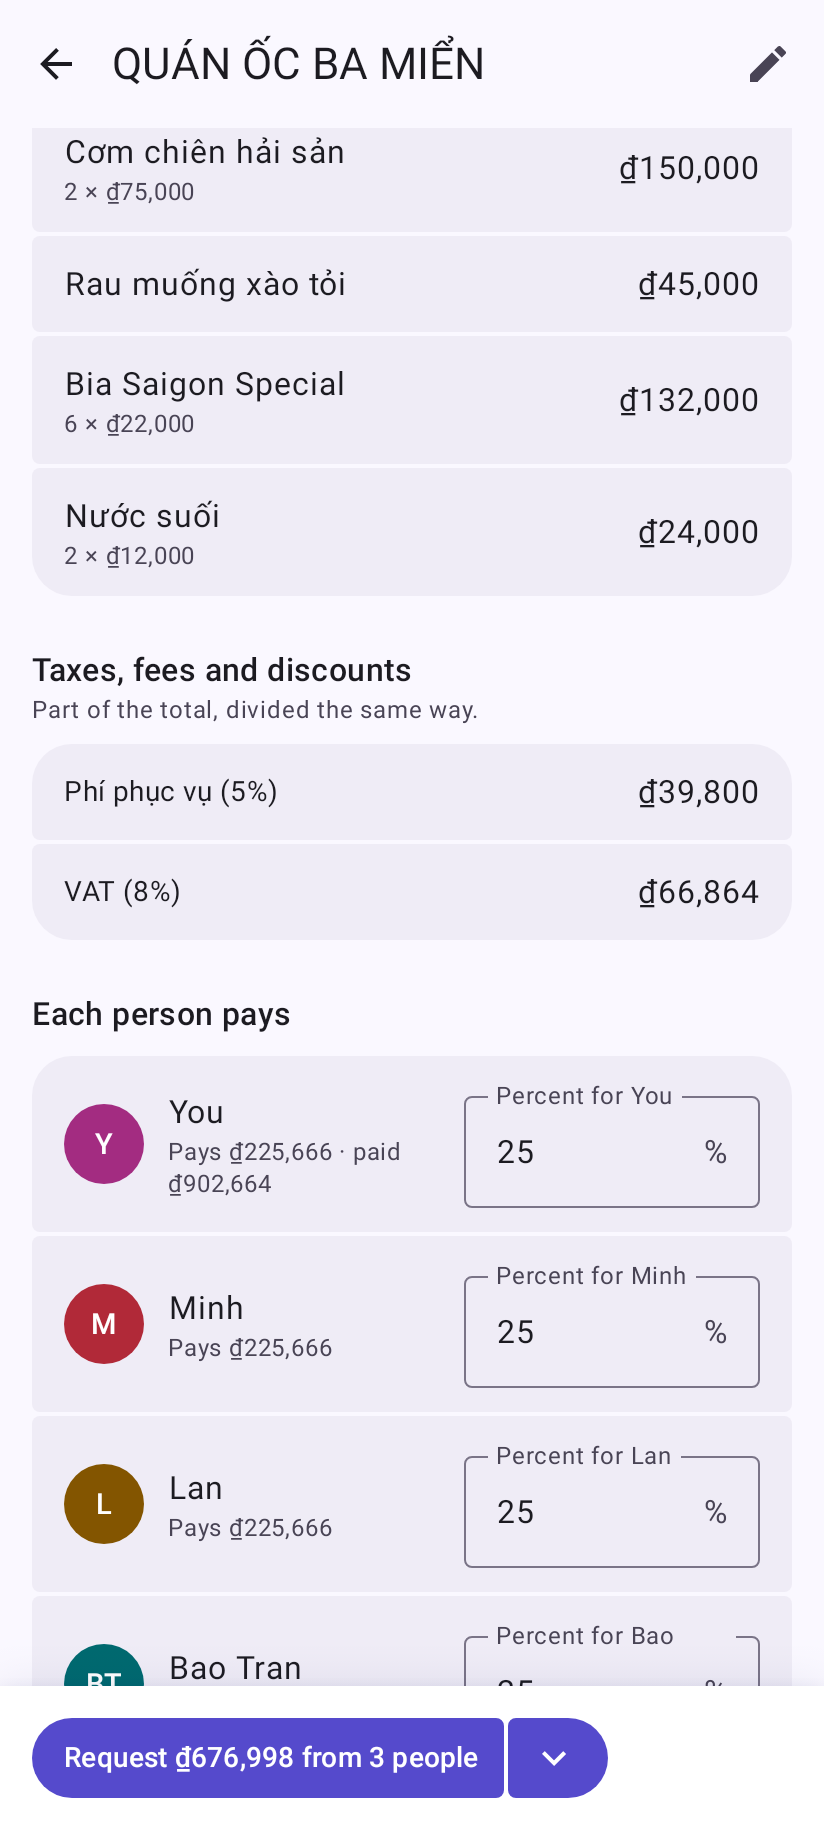 QUÁN ỐC BA MIỂN
Cơm chiên hải sản
2 × ₫75,000
₫150,000
Rau muống xào tỏi
₫45,000
Bia Saigon Special
6 × ₫22,000
₫132,000
Nước suối
2 × ₫12,000
₫24,000
Taxes, fees and discounts
Part of the total, divided the same way.
Phí phục vụ (5%)
₫39,800
VAT (8%)
₫66,864
Each person pays
Y
You
Pays ₫225,666 · paid
₫902,664
Percent for You
25 %
M
Minh
Pays ₫225,666
Percent for Minh
25 %
L
Lan
Pays ₫225,666
Percent for Lan
25 %
BT
Bao Tran
Percent for Bao
25 %
Request ₫676,998 from 3 people